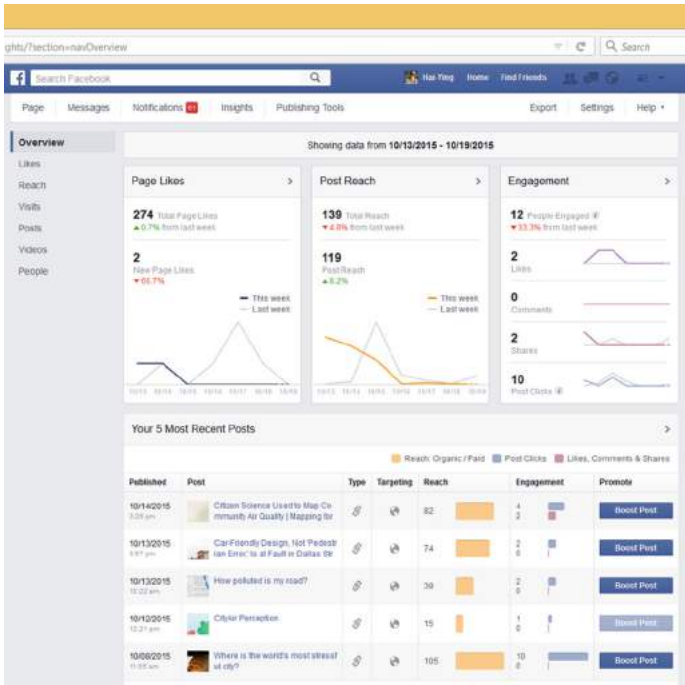 ghts/?section=navOverview
Search
Search Facebook
Hai-Ying Home Find Friends
Page Messages Notifications Insights Publishing Tools Export Settings Help
Overview
Likes
Reach
Visits
Posts
Videos
People
Showing data from 10/13/2015 - 10/19/2015
Page Likes
274 Total Page Likes
0.7% from last week
2
New Page Likes
66.7%
This week
Last week
Post Reach
139 Total Reach
4.8% from last week
119
Post Reach
8.2%
This week
Last week
Engagement
12 People Engaged
33.3% from last week
2
Likes
0
Comments
2
Shares
10
Post Clicks
Your 5 Most Recent Posts
Reach: Organic / Paid Post Clicks Likes, Comments & Shares
Published Post Type Targeting Reach Engagement Promote
10/14/2015
Citizen Science Used to Map Co
mmunity Air Quality | Mapping for
82
4
2
Boost Post
10/13/2015
Car-Friendly Design, Not 'Pedestr
ian Error,' is at Fault in Dallas Str
74
2
0
Boost Post
10/13/2015
How polluted is my road?
39
2
0
Boost Post
10/12/2015
CityAir Perception
15
1
0
Boost Post
10/08/2015
Where is the world's most stressf
ul city?
105
10
0
Boost Post